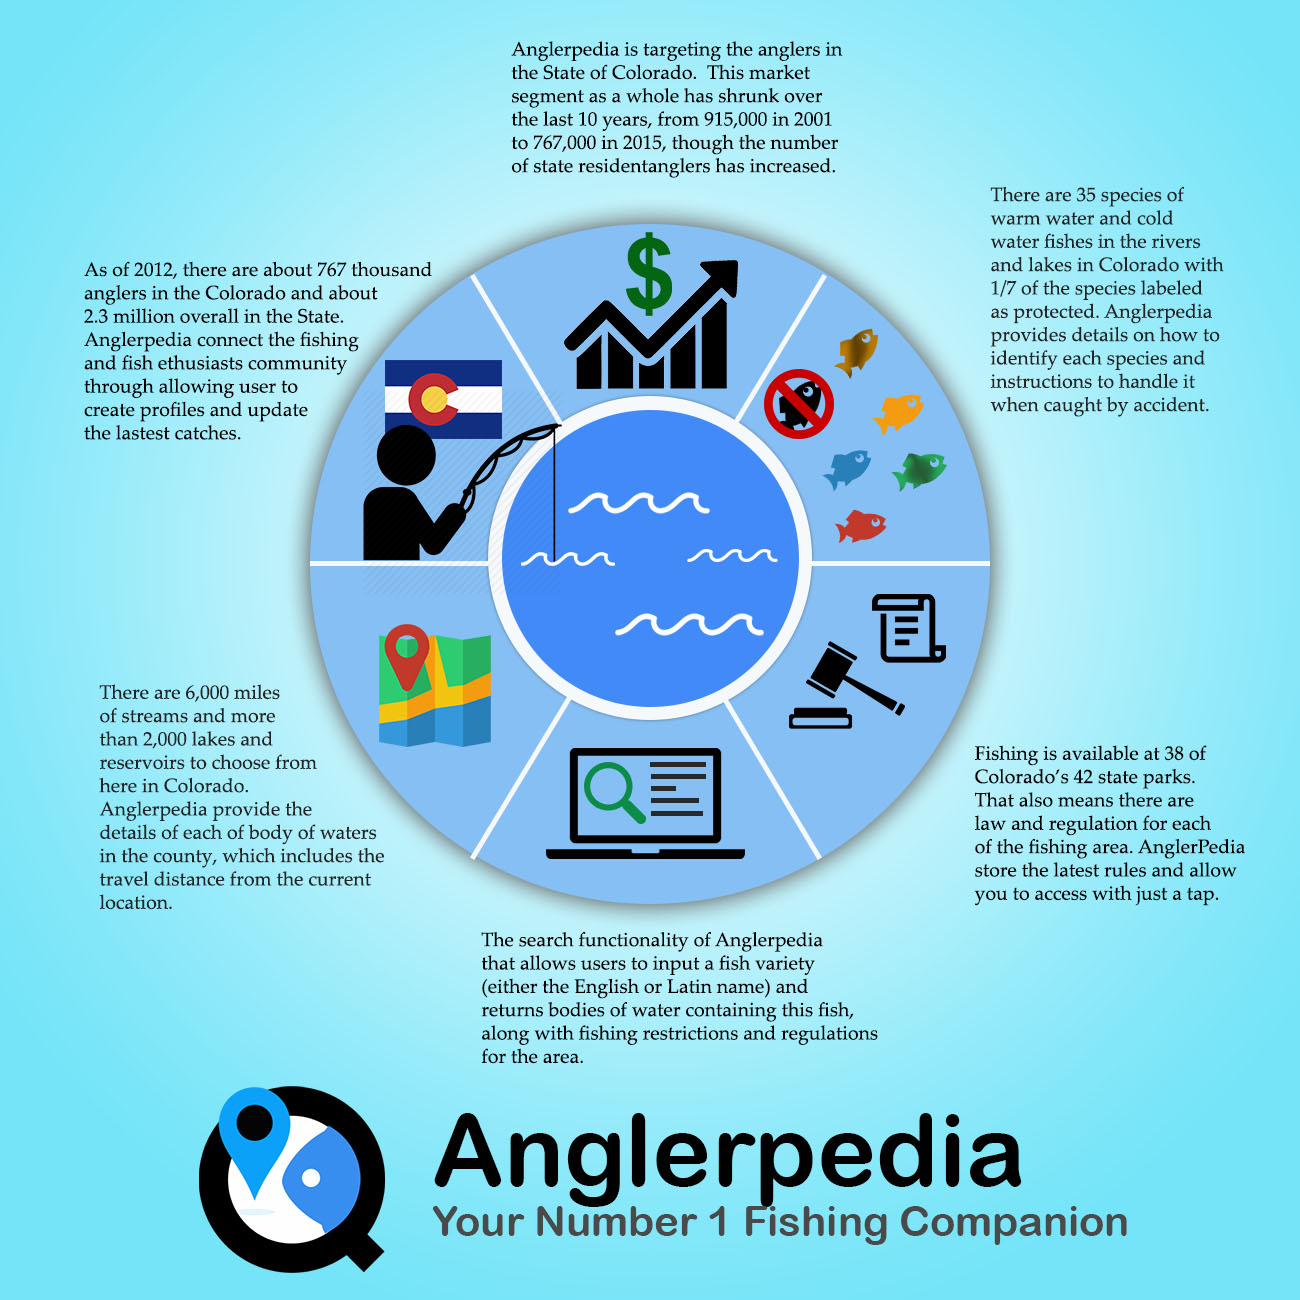 Anglerpedia is targeting the anglers in
the State of Colorado.  This market
segment as a whole has shrunk over
the last 10 years, from 915,000 in 2001
to 767,000 in 2015, though the number
of state residentanglers has increased.
There are 35 species of
warm water and cold
water fishes in the rivers
and lakes in Colorado with
1/7 of the species labeled
as protected. Anglerpedia
provides details on how to
identify each species and
instructions to handle it
when caught by accident.
As of 2012, there are about 767 thousand
anglers in the Colorado and about
2.3 million overall in the State.
Anglerpedia connect the fishing
and fish ethusiasts community
through allowing user to
create profiles and update
the lastest catches.
There are 6,000 miles
of streams and more
than 2,000 lakes and
reservoirs to choose from
here in Colorado.
Anglerpedia provide the
details of each of body of waters
in the county, which includes the
travel distance from the current
location.
Fishing is available at 38 of
Colorado's 42 state parks.
That also means there are
law and regulation for each
of the fishing area. AnglerPedia
store the latest rules and allow
you to access with just a tap.
The search functionality of Anglerpedia
that allows users to input a fish variety
(either the English or Latin name) and
returns bodies of water containing this fish,
along with fishing restrictions and regulations
for the area.
Anglerpedia
Your Number 1 Fishing Companion